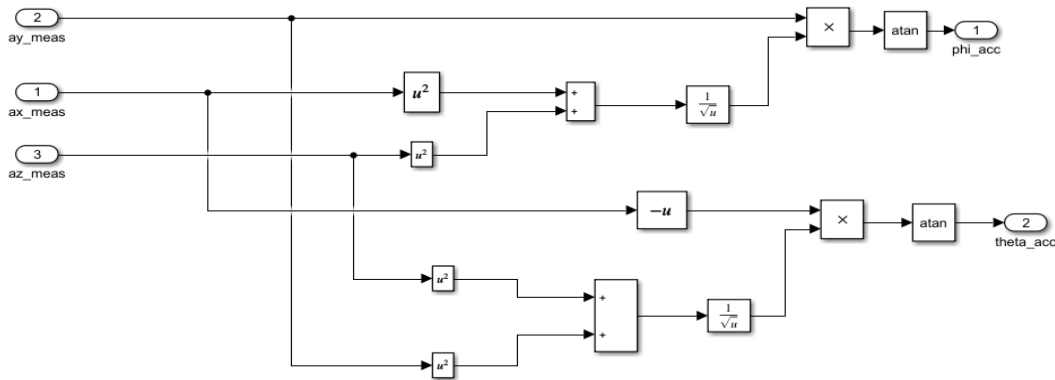 2
ay_meas
×
atan
1
phi_acc
1
ax_meas
u²
+
+
1/√u
3
az_meas
u²
-u
×
atan
2
theta_acc
u²
+
+
1/√u
u²